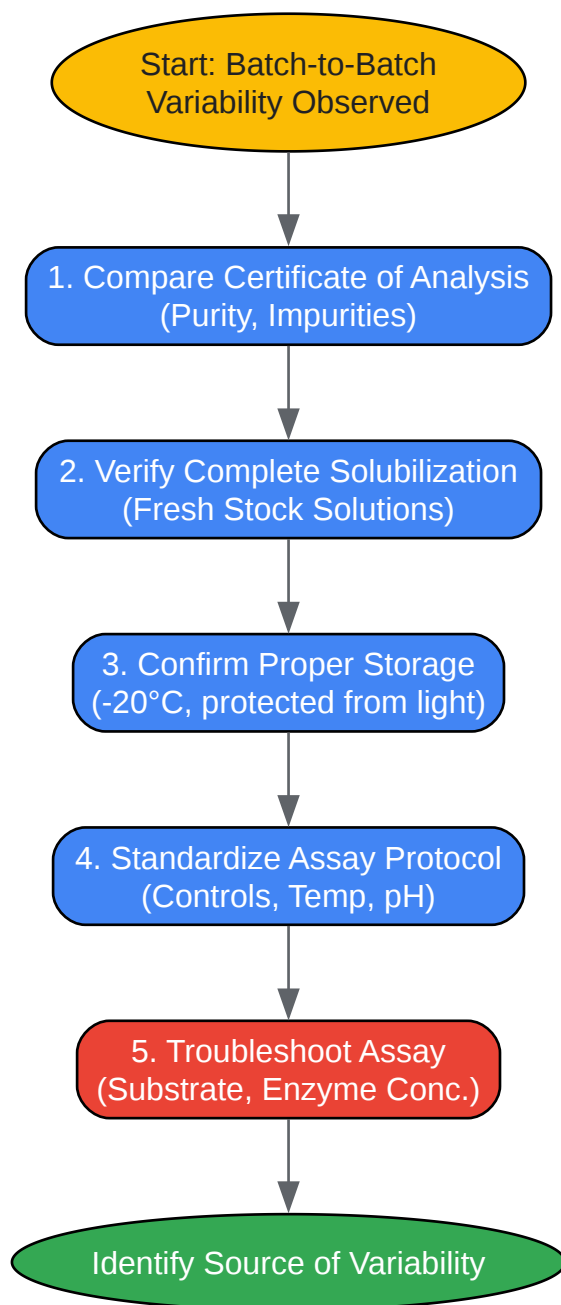 Start: Batch-to-Batch
Variability Observed
1. Compare Certificate of Analysis
(Purity, Impurities)
2. Verify Complete Solubilization
(Fresh Stock Solutions)
3. Confirm Proper Storage
(-20°C, protected from light)
4. Standardize Assay Protocol
(Controls, Temp, pH)
5. Troubleshoot Assay
(Substrate, Enzyme Conc.)
Identify Source of Variability